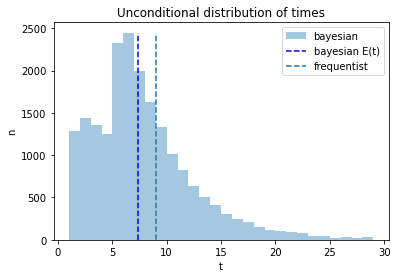 Unconditional distribution of times
bayesian
bayesian E(t)
frequentist
2500
2000
1500
1000
500
0
n
0 5 10 15 20 25 30
t